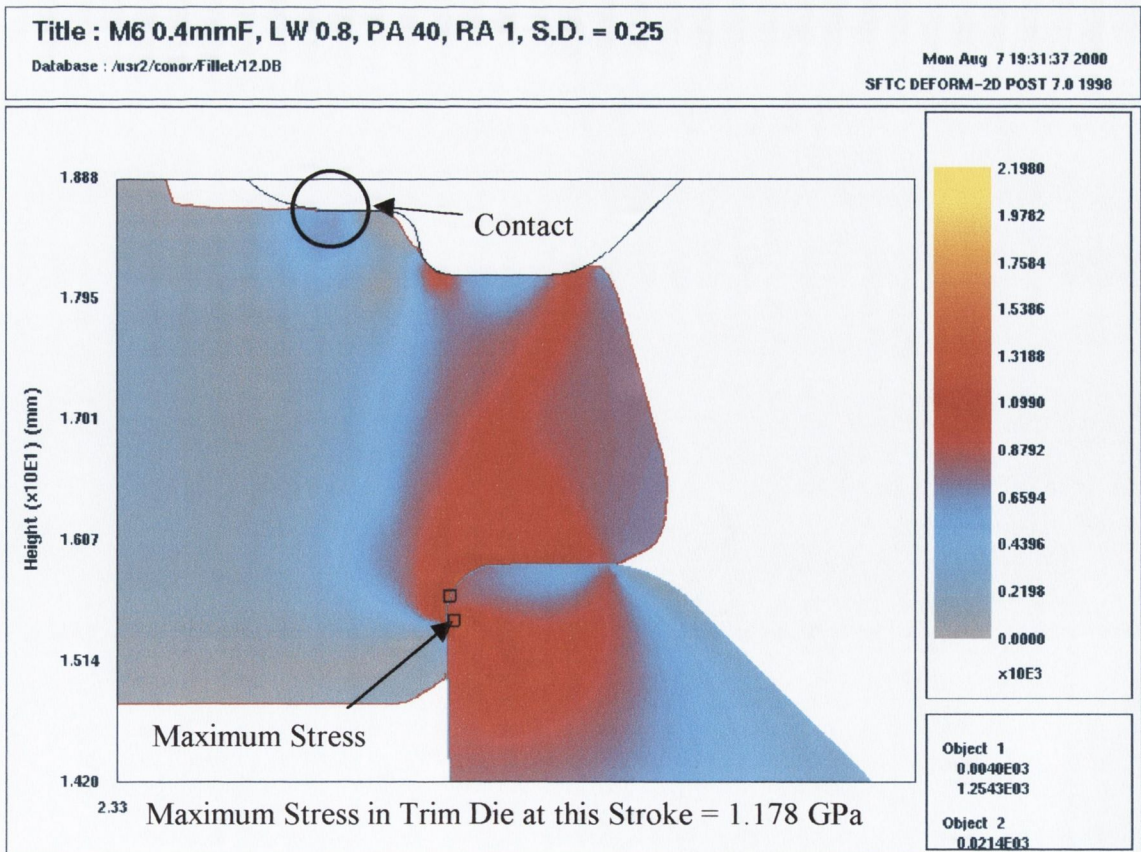 Title : M6 0.4mmF, LW 0.8, PA 40, RA 1, S.D. = 0.25
Database : /usr2/conor/Fillet/12.DB
Mon Aug 7 19:31:37 2000
SFTC DEFORM-2D POST 7.0 1998
Height (x10E1) (mm)
1.888
1.795
1.701
1.607
1.514
1.420
2.33
Contact
Maximum Stress
Maximum Stress in Trim Die at this Stroke = 1.178 GPa
2.1980
1.9782
1.7584
1.5386
1.3188
1.0990
0.8792
0.6594
0.4396
0.2198
0.0000
x10E3
Object 1
0.0040E03
1.2543E03
Object 2
0.0214E03